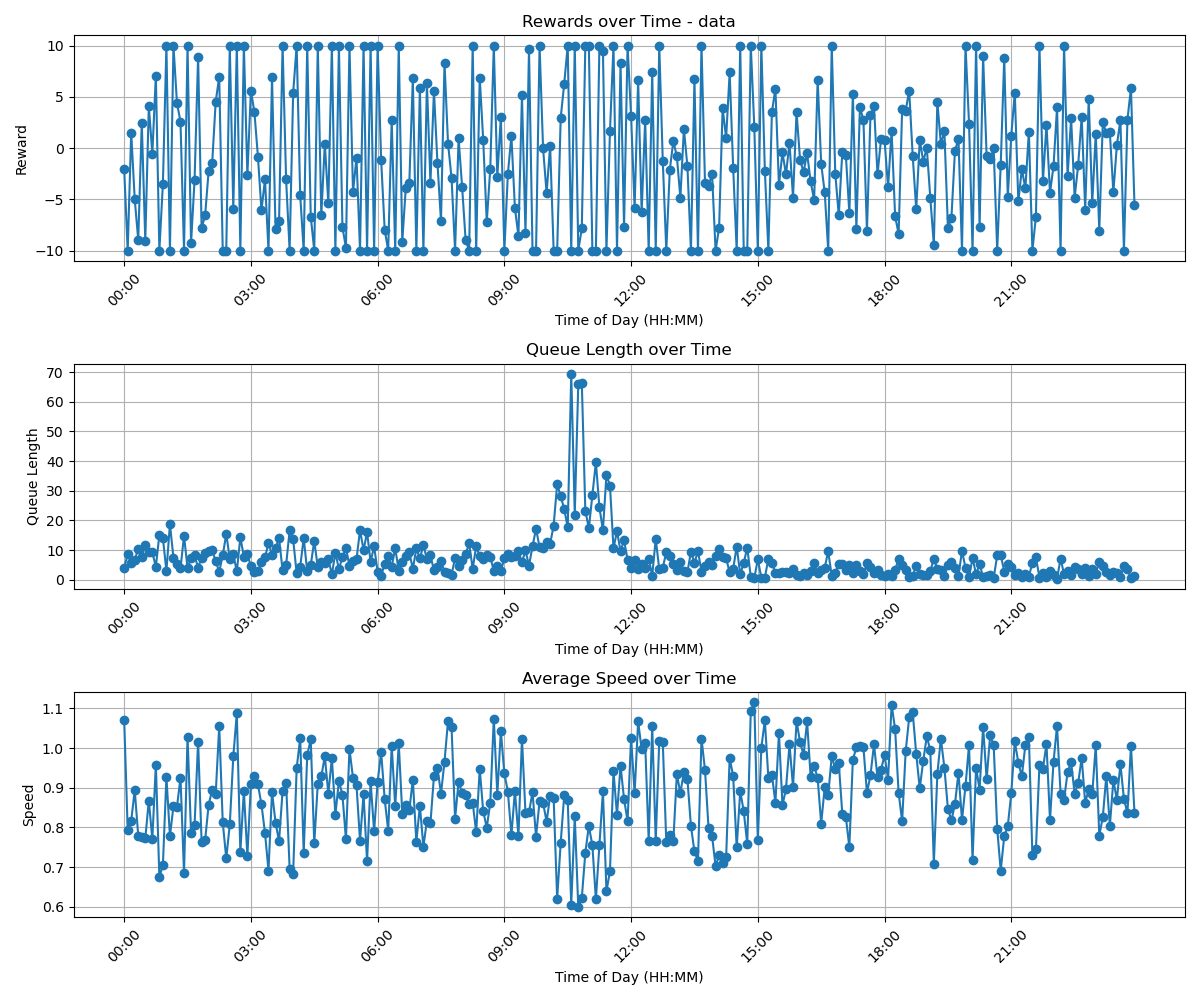 Rewards over Time - data
10
5
0
−5
−10
Reward
00:00 03:00 06:00 09:00 12:00 15:00 18:00 21:00
Time of Day (HH:MM)
Queue Length over Time
70
60
50
40
30
20
10
0
Queue Length
00:00 03:00 06:00 09:00 12:00 15:00 18:00 21:00
Time of Day (HH:MM)
Average Speed over Time
1.1
1.0
0.9
0.8
0.7
0.6
Speed
00:00 03:00 06:00 09:00 12:00 15:00 18:00 21:00
Time of Day (HH:MM)